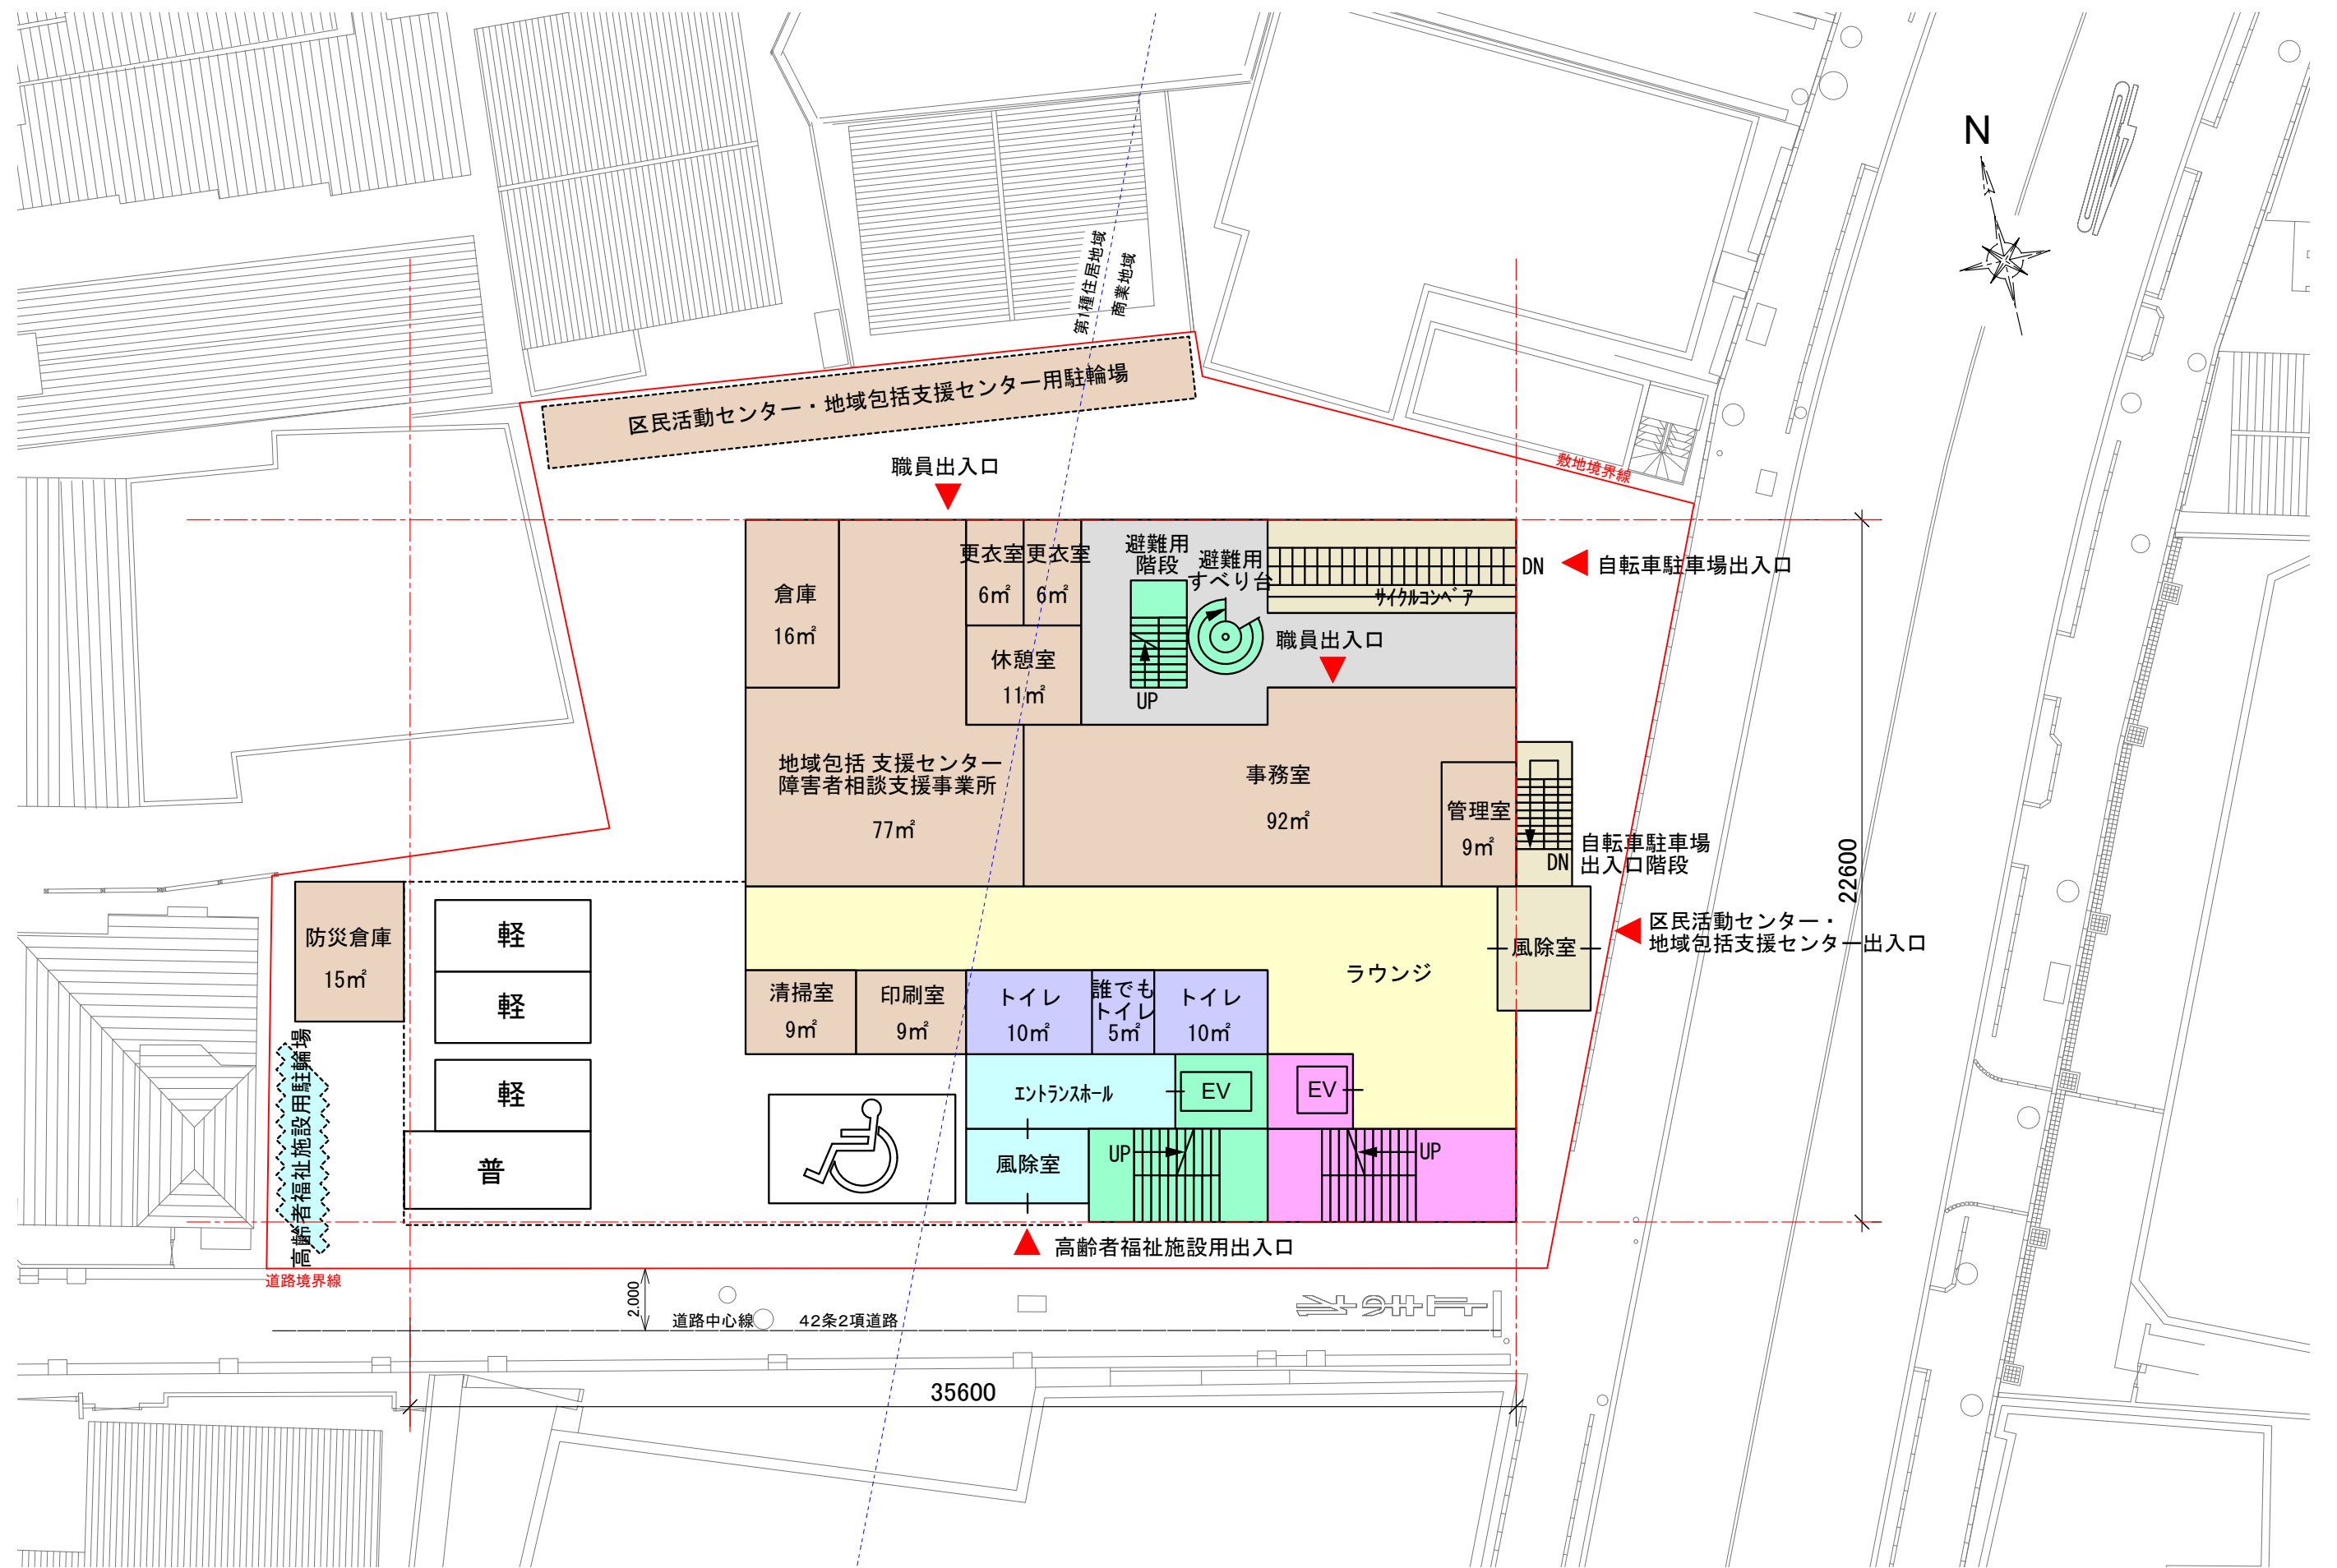 N
第1種住居地域
商業地域
区民活動センター・地域包括支援センター用駐輪場
敷地境界線
職員出入口
倉庫
16㎡
更衣室
6㎡
更衣室
6㎡
休憩室
11㎡
避難用
階段
避難用
すべり台
UP
サイクルコンベア
DN
自転車駐車場出入口
職員出入口
地域包括 支援センター
障害者相談支援事業所
77㎡
事務室
92㎡
管理室
9㎡
DN
自転車駐車場
出入口階段
22600
風除室
区民活動センター・
地域包括支援センター出入口
ラウンジ
防災倉庫
15㎡
軽
軽
軽
普
清掃室
9㎡
印刷室
9㎡
トイレ
10㎡
誰でも
トイレ
5㎡
トイレ
10㎡
エントランスホール
EV
EV
風除室
UP
UP
高齢者福祉施設用駐輪場
高齢者福祉施設用出入口
道路境界線
2.000
道路中心線
42条2項道路
止まれ
35600